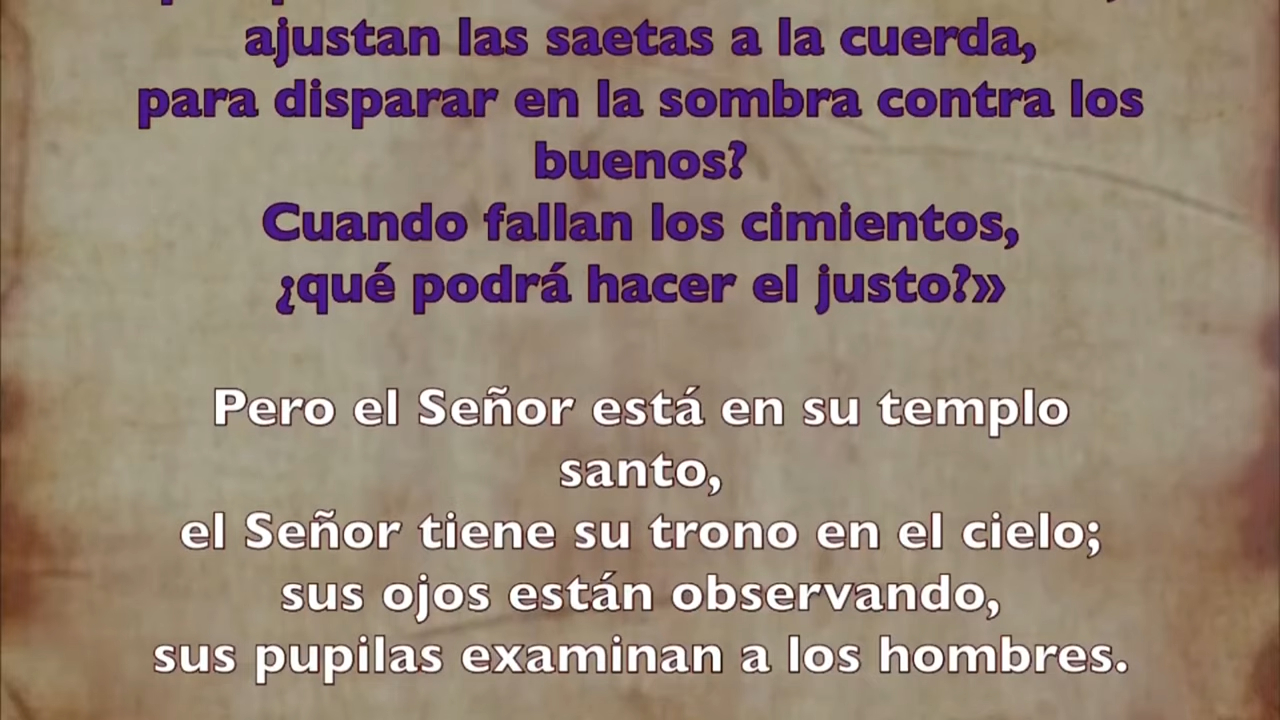 ajustan las saetas a la cuerda,
para disparar en la sombra contra los
buenos?
Cuando fallan los cimientos,
¿qué podrá hacer el justo?»
Pero el Señor está en su templo
santo,
el Señor tiene su trono en el cielo;
sus ojos están observando,
sus pupilas examinan a los hombres.